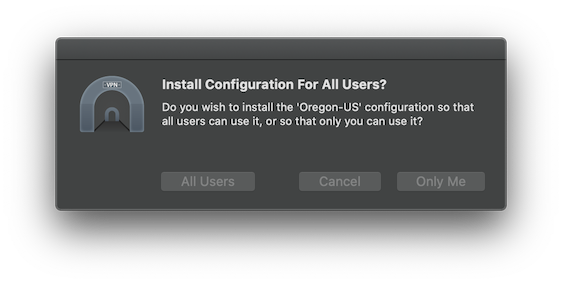 VPN
Install Configuration For All Users?
Do you wish to install the 'Oregon-US' configuration so that
all users can use it, or so that only you can use it?
All Users
Cancel
Only Me